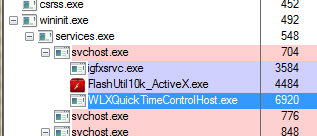 csrss.exe 452
wininit.exe 492
services.exe 548
svchost.exe 704
igfxsrvc.exe 3584
FlashUtil10k_ActiveX.exe 4484
WLXQuickTimeControlHost.exe 6920
svchost.exe 776
svchost.exe 848